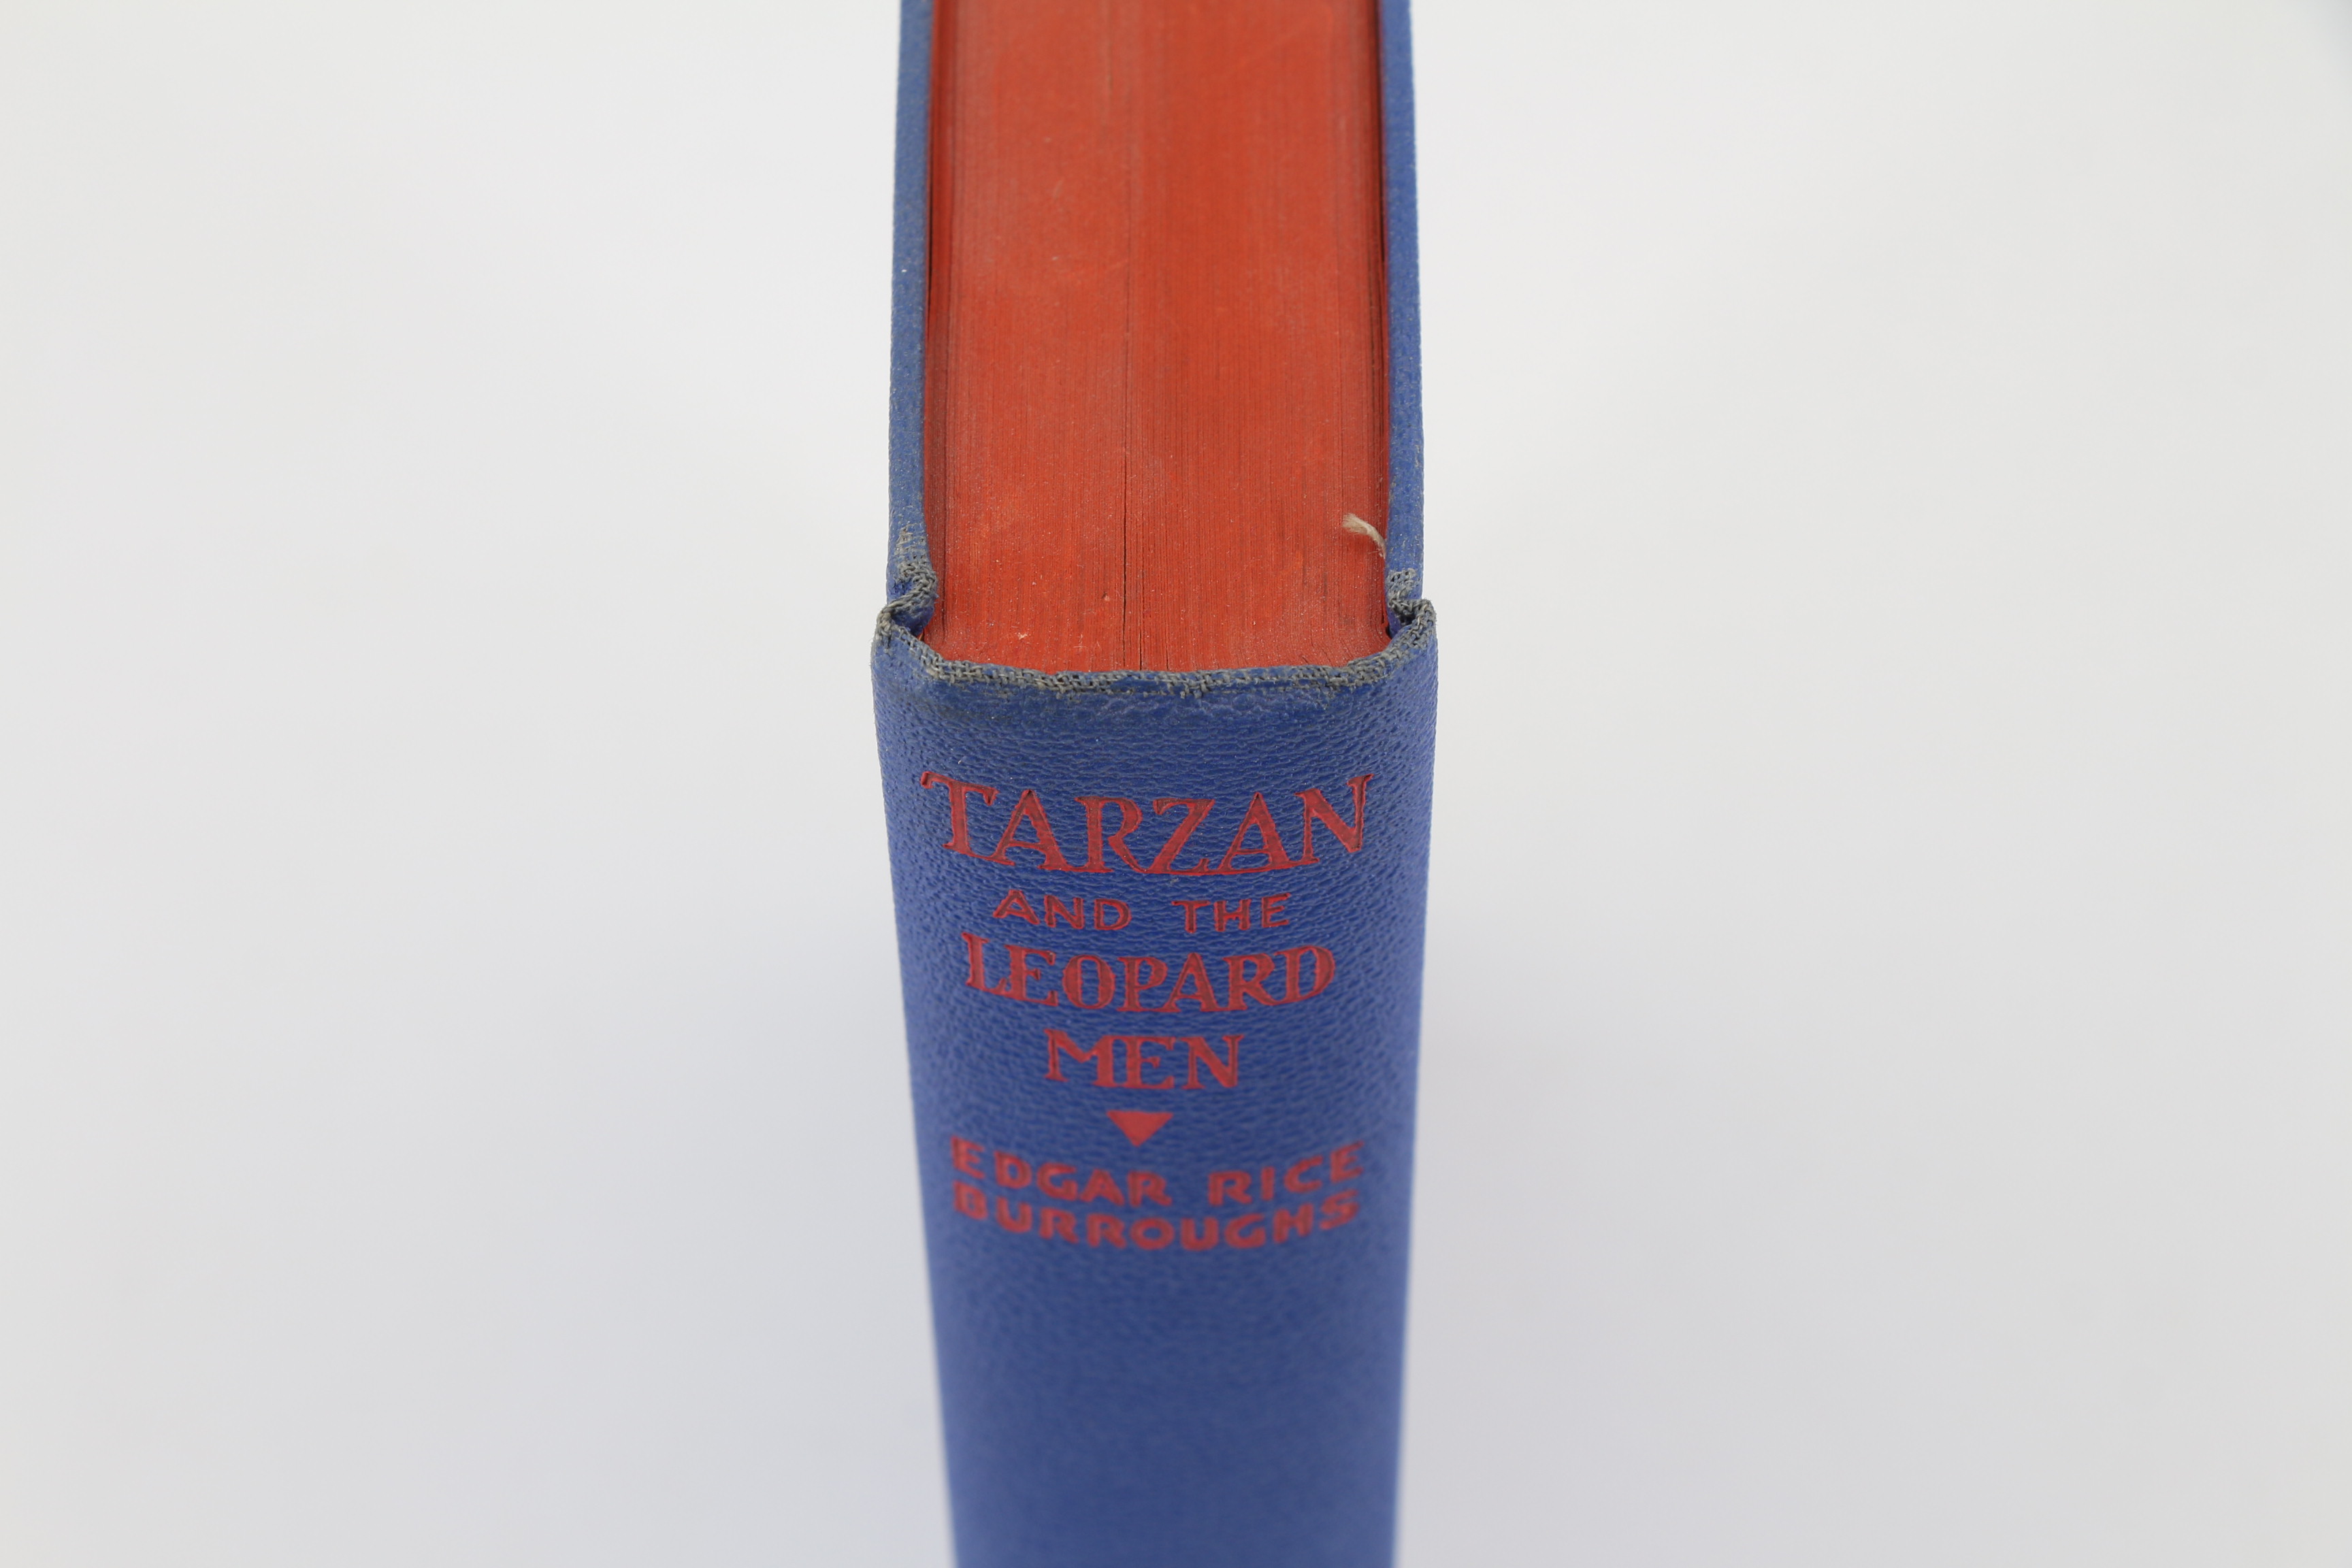 TARZAN
AND THE
LEOPARD
MEN
EDGAR RICE
BURROUGHS